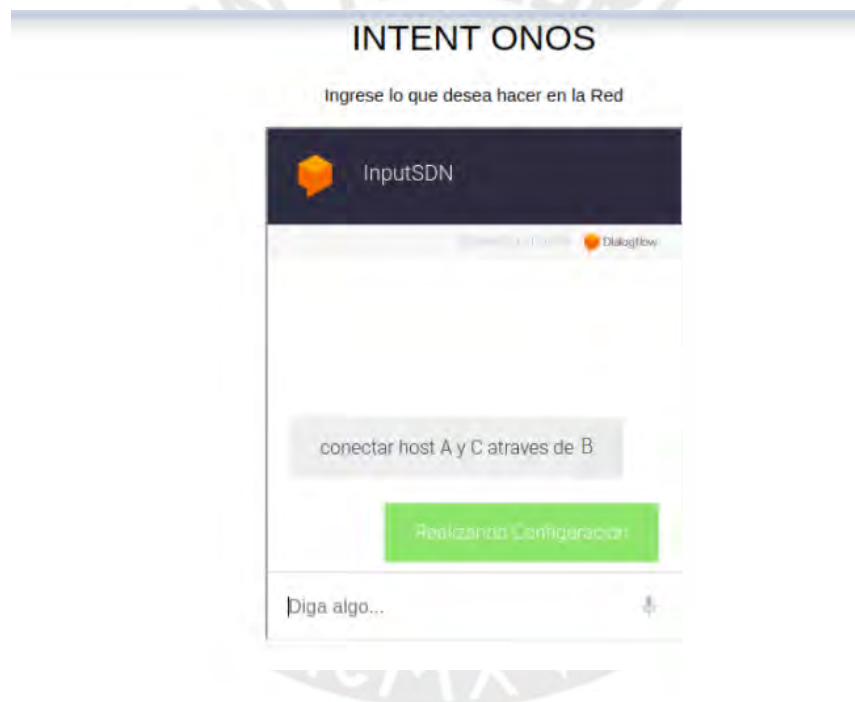 INTENT ONOS
Ingrese lo que desea hacer en la Red
InputSDN
Dialogflow
conectar host A y C atraves de B
Realizando Configuración
Diga algo...